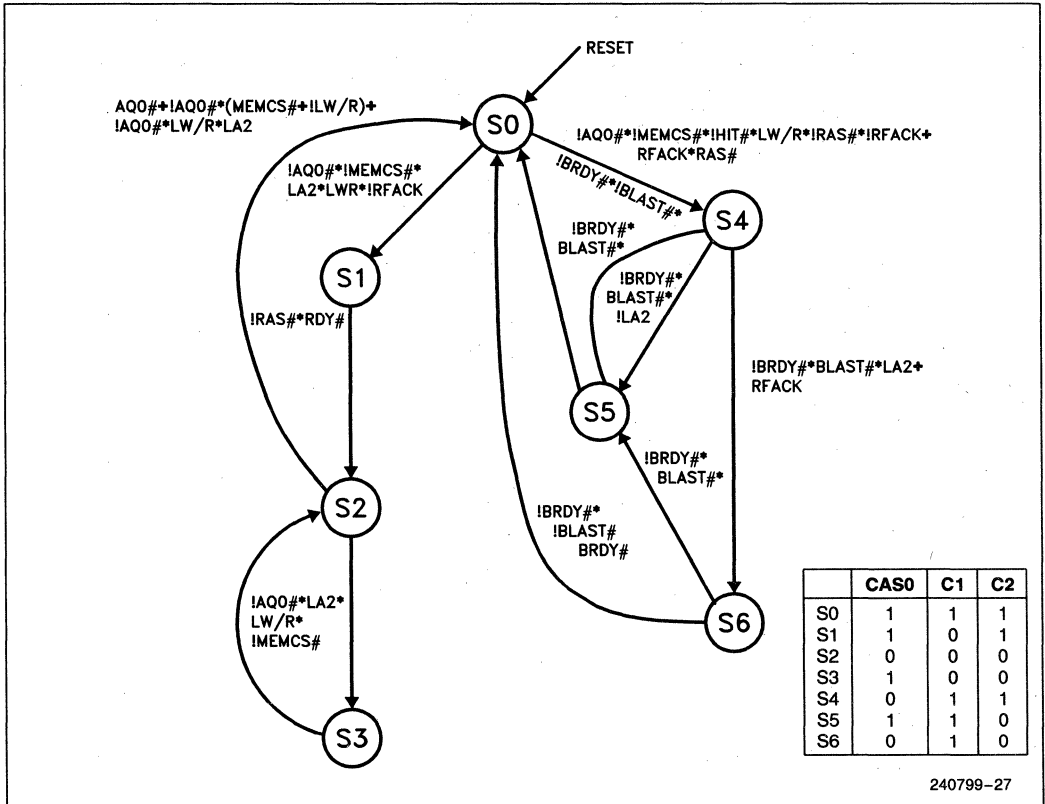 RESET
AQ0#+!AQ0#*(MEMCS#+!LW/R)+
!AQ0#*LW/R*LA2
S0
!AQ0#*!MEMCS#*!HIT#*LW/R*!RAS#*!RFACK+
RFACK*RAS#
!AQ0#*!MEMCS#*
LA2*LWR*!RFACK
!BRDY#*!BLAST#*
S4
!BRDY#*
BLAST#*
S1
!BRDY#*
BLAST#*
!LA2
!RAS#*RDY#
!BRDY#*BLAST#*LA2+
RFACK
S5
!BRDY#*
BLAST#*
S2
!BRDY#*
!BLAST#
BRDY#
!AQ0#*LA2*
LW/R*
!MEMCS#
S6
S3
CAS0 C1 C2
S0 1 1 1
S1 1 0 1
S2 0 0 0
S3 1 0 0
S4 0 1 1
S5 1 1 0
S6 0 1 0
240799-27